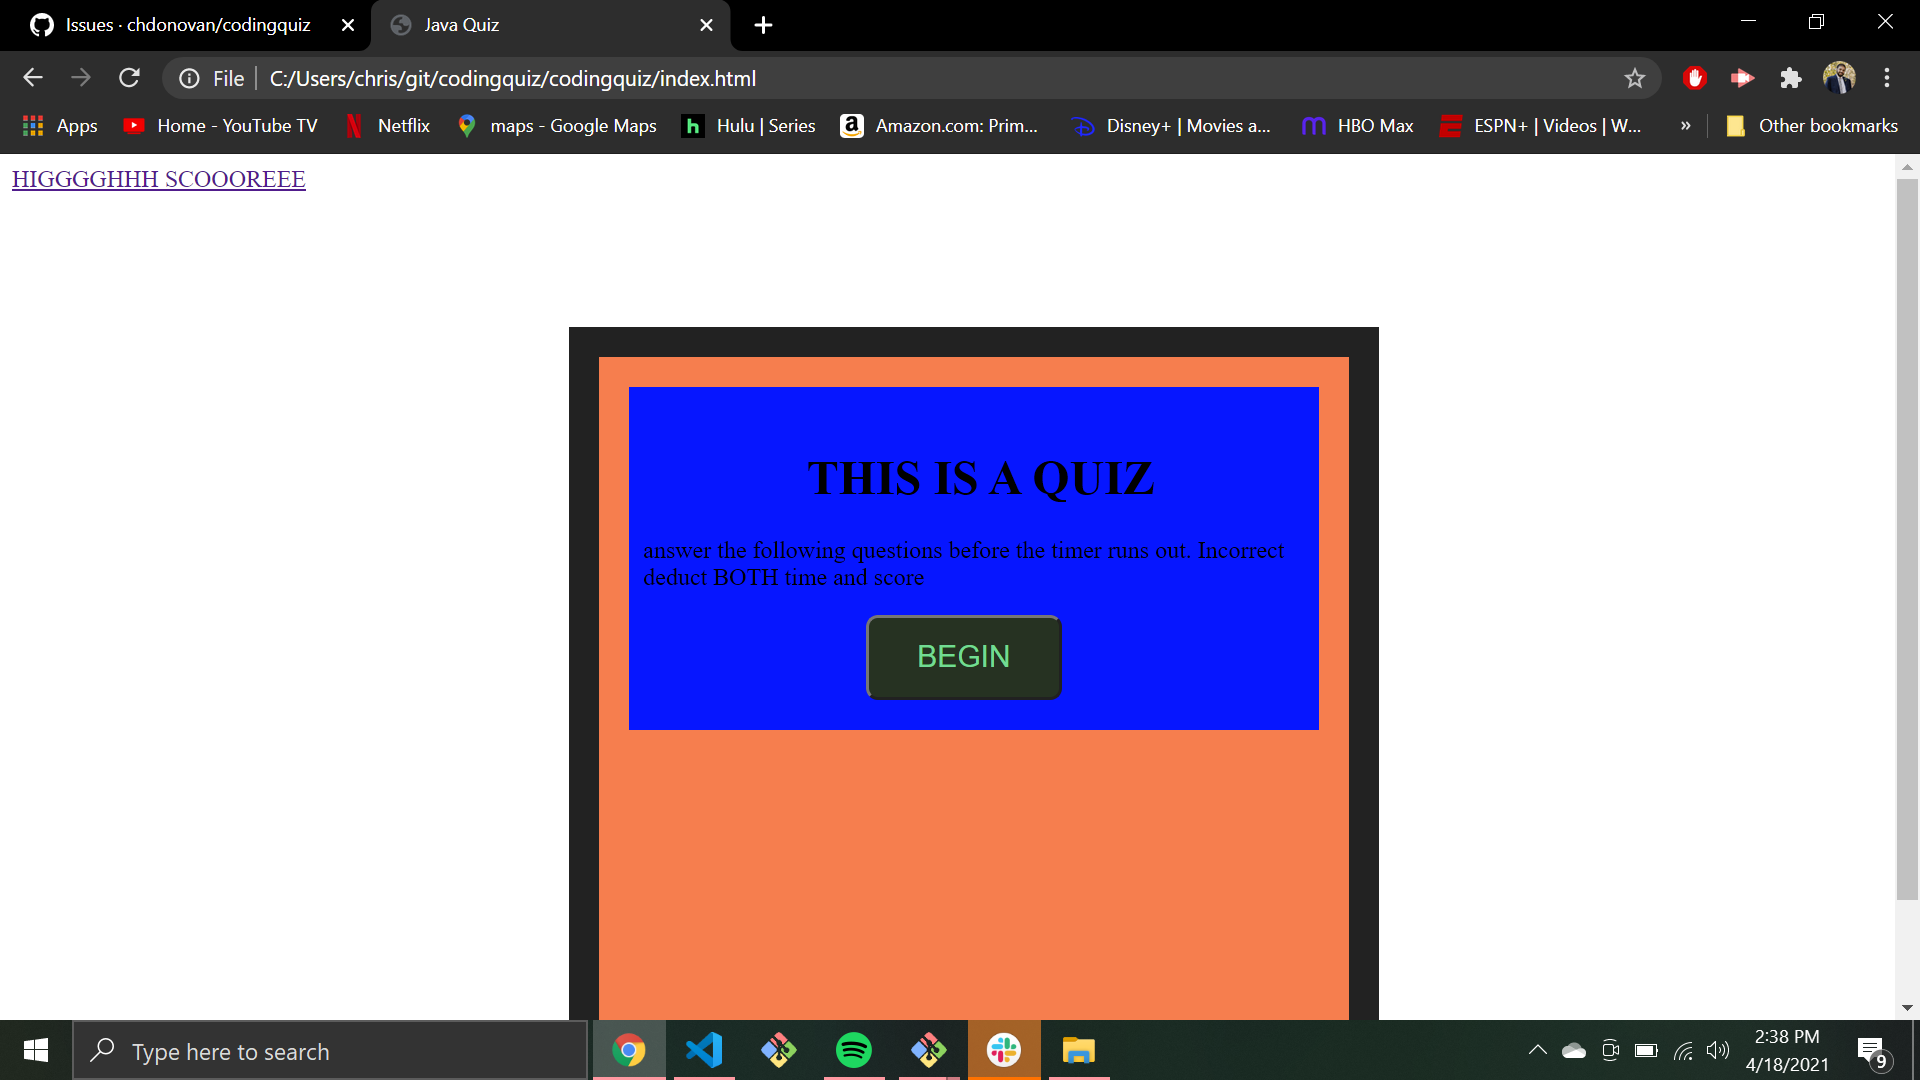 Issues · chdonovan/codingquiz
Java Quiz
File
C:/Users/chris/git/codingquiz/codingquiz/index.html
Apps
Home - YouTube TV
Netflix
maps - Google Maps
Hulu | Series
Amazon.com: Prim...
Disney+ | Movies a...
HBO Max
ESPN+ | Videos | W...
»
Other bookmarks
HIGGGGHHH SCOOOREEE
THIS IS A QUIZ
answer the following questions before the timer runs out. Incorrect
deduct BOTH time and score
BEGIN
Type here to search
2:38 PM
4/18/2021
9